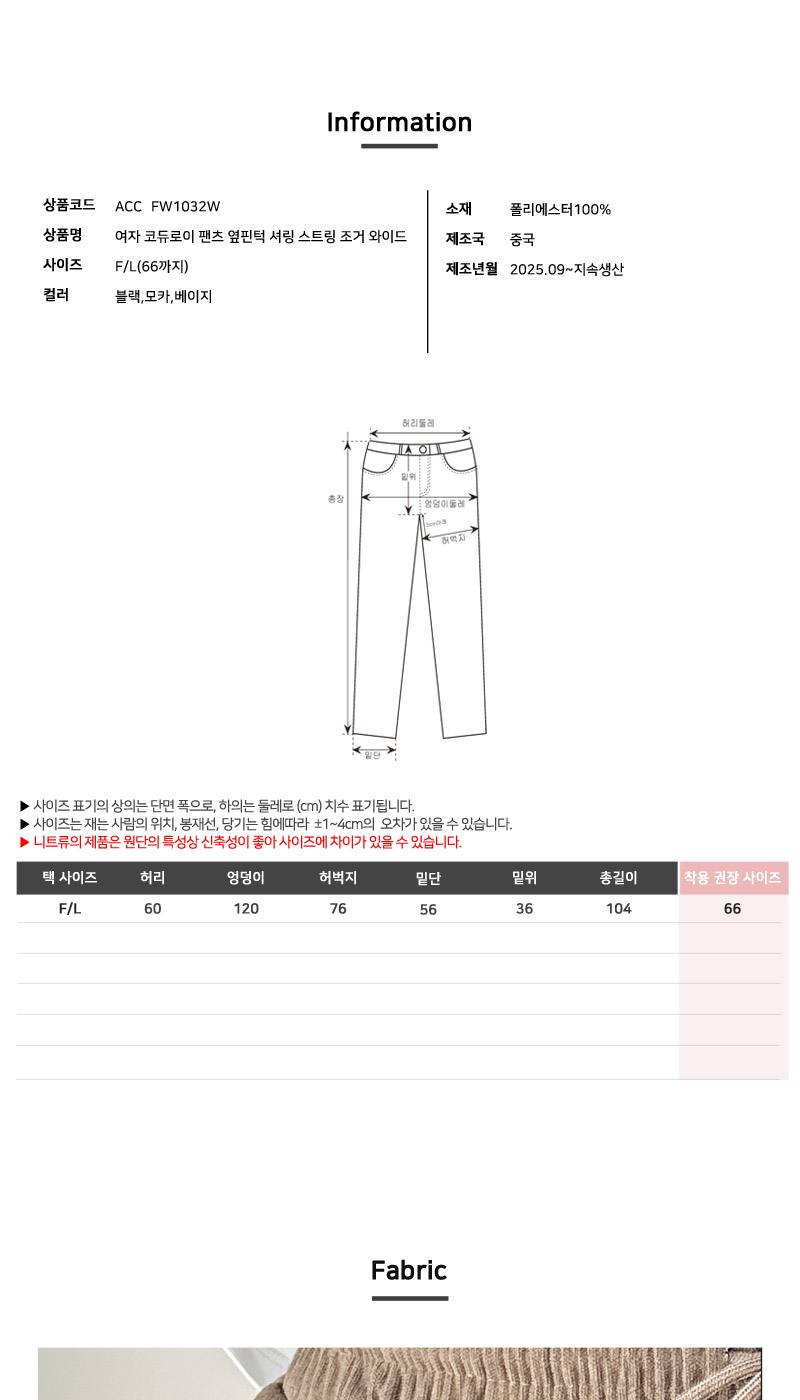 Information
상품코드 ACC FW1032W
상품명 여자 코듀로이 팬츠 옆핀턱 셔링 스트링 조거 와이드
사이즈 F/L(66까지)
컬러 블랙,모카,베이지
소재 폴리에스터100%
제조국 중국
제조년월 2025.09~지속생산
허리둘레
밑위
총장
엉덩이둘레
허벅지
밑단
▶ 사이즈 표기의 상의는 단면 폭으로, 하의는 둘레로 (cm) 치수 표기됩니다.
▶ 사이즈는 재는 사람의 위치, 봉재선, 당기는 힘에따라 ±1~4cm의 오차가 있을 수 있습니다.
▶ 니트류의 제품은 원단의 특성상 신축성이 좋아 사이즈에 차이가 있을 수 있습니다.
택 사이즈 허리 엉덩이 허벅지 밑단 밑위 총길이 착용 권장 사이즈
F/L 60 120 76 56 36 104 66
Fabric